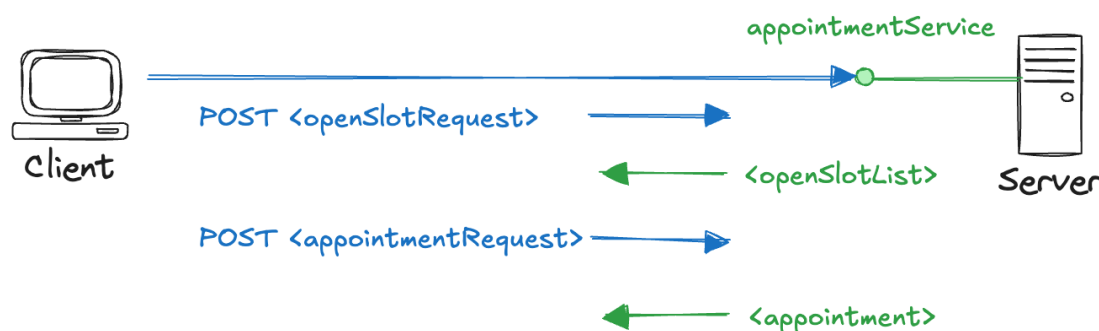 appointmentService
POST <openSlotRequest>
Client
<openSlotList>
Server
POST <appointmentRequest>
<appointment>